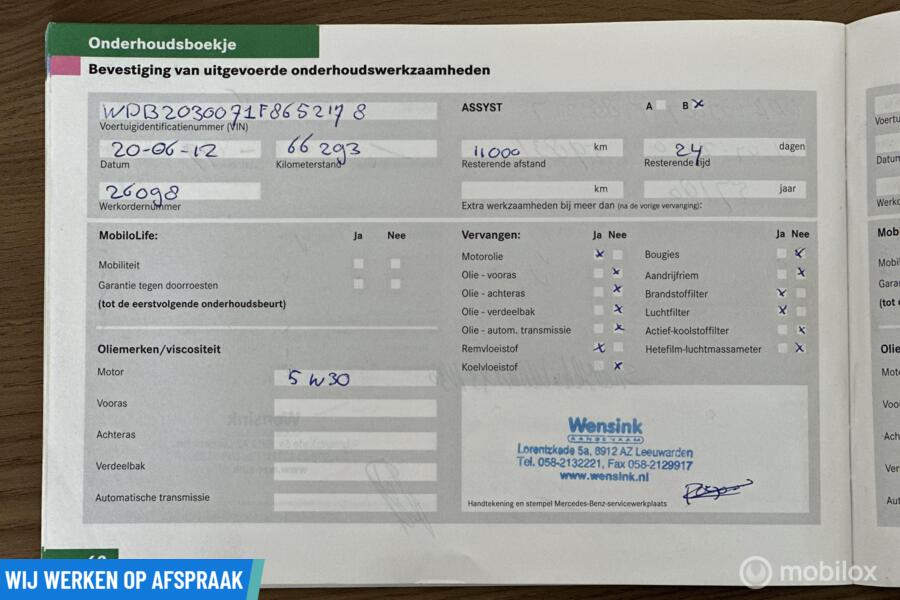 Onderhoudsboekje
Bevestiging van uitgevoerde onderhoudswerkzaamheden
WDB2030071F865217 8
Voertuigidentificatienummer (VIN)
ASSYST A B x
20-06-12 66 293
Datum Kilometerstand
11000 km 24 dagen
Resterende afstand Resterende tijd
26098
Werkordernummer
km jaar
Extra werkzaamheden bij meer dan (na de vorige vervanging):
MobiloLife: Ja Nee
Mobiliteit
Garantie tegen doorroesten
(tot de eerstvolgende onderhoudsbeurt)
Vervangen: Ja Nee Ja Nee
Motorolie x Bougies x
Olie - vooras x Aandrijfriem x
Olie - achteras x Brandstoffilter x
Olie - verdeelbak x Luchtfilter x
Olie - autom. transmissie x Actief-koolstoffilter x
Remvloeistof x Hetefilm-luchtmassameter x
Koelvloeistof x
Oliemerken/viscositeit
Motor 5 W30
Vooras
Achteras
Verdeelbak
Automatische transmissie
Wensink
AANGENAAM
Lorentzkade 5a, 8912 AZ Leeuwarden
Tel. 058-2132221, Fax 058-2129917
www.wensink.nl
Handtekening en stempel Mercedes-Benz-servicewerkplaats
WIJ WERKEN OP AFSPRAAK
mobilox